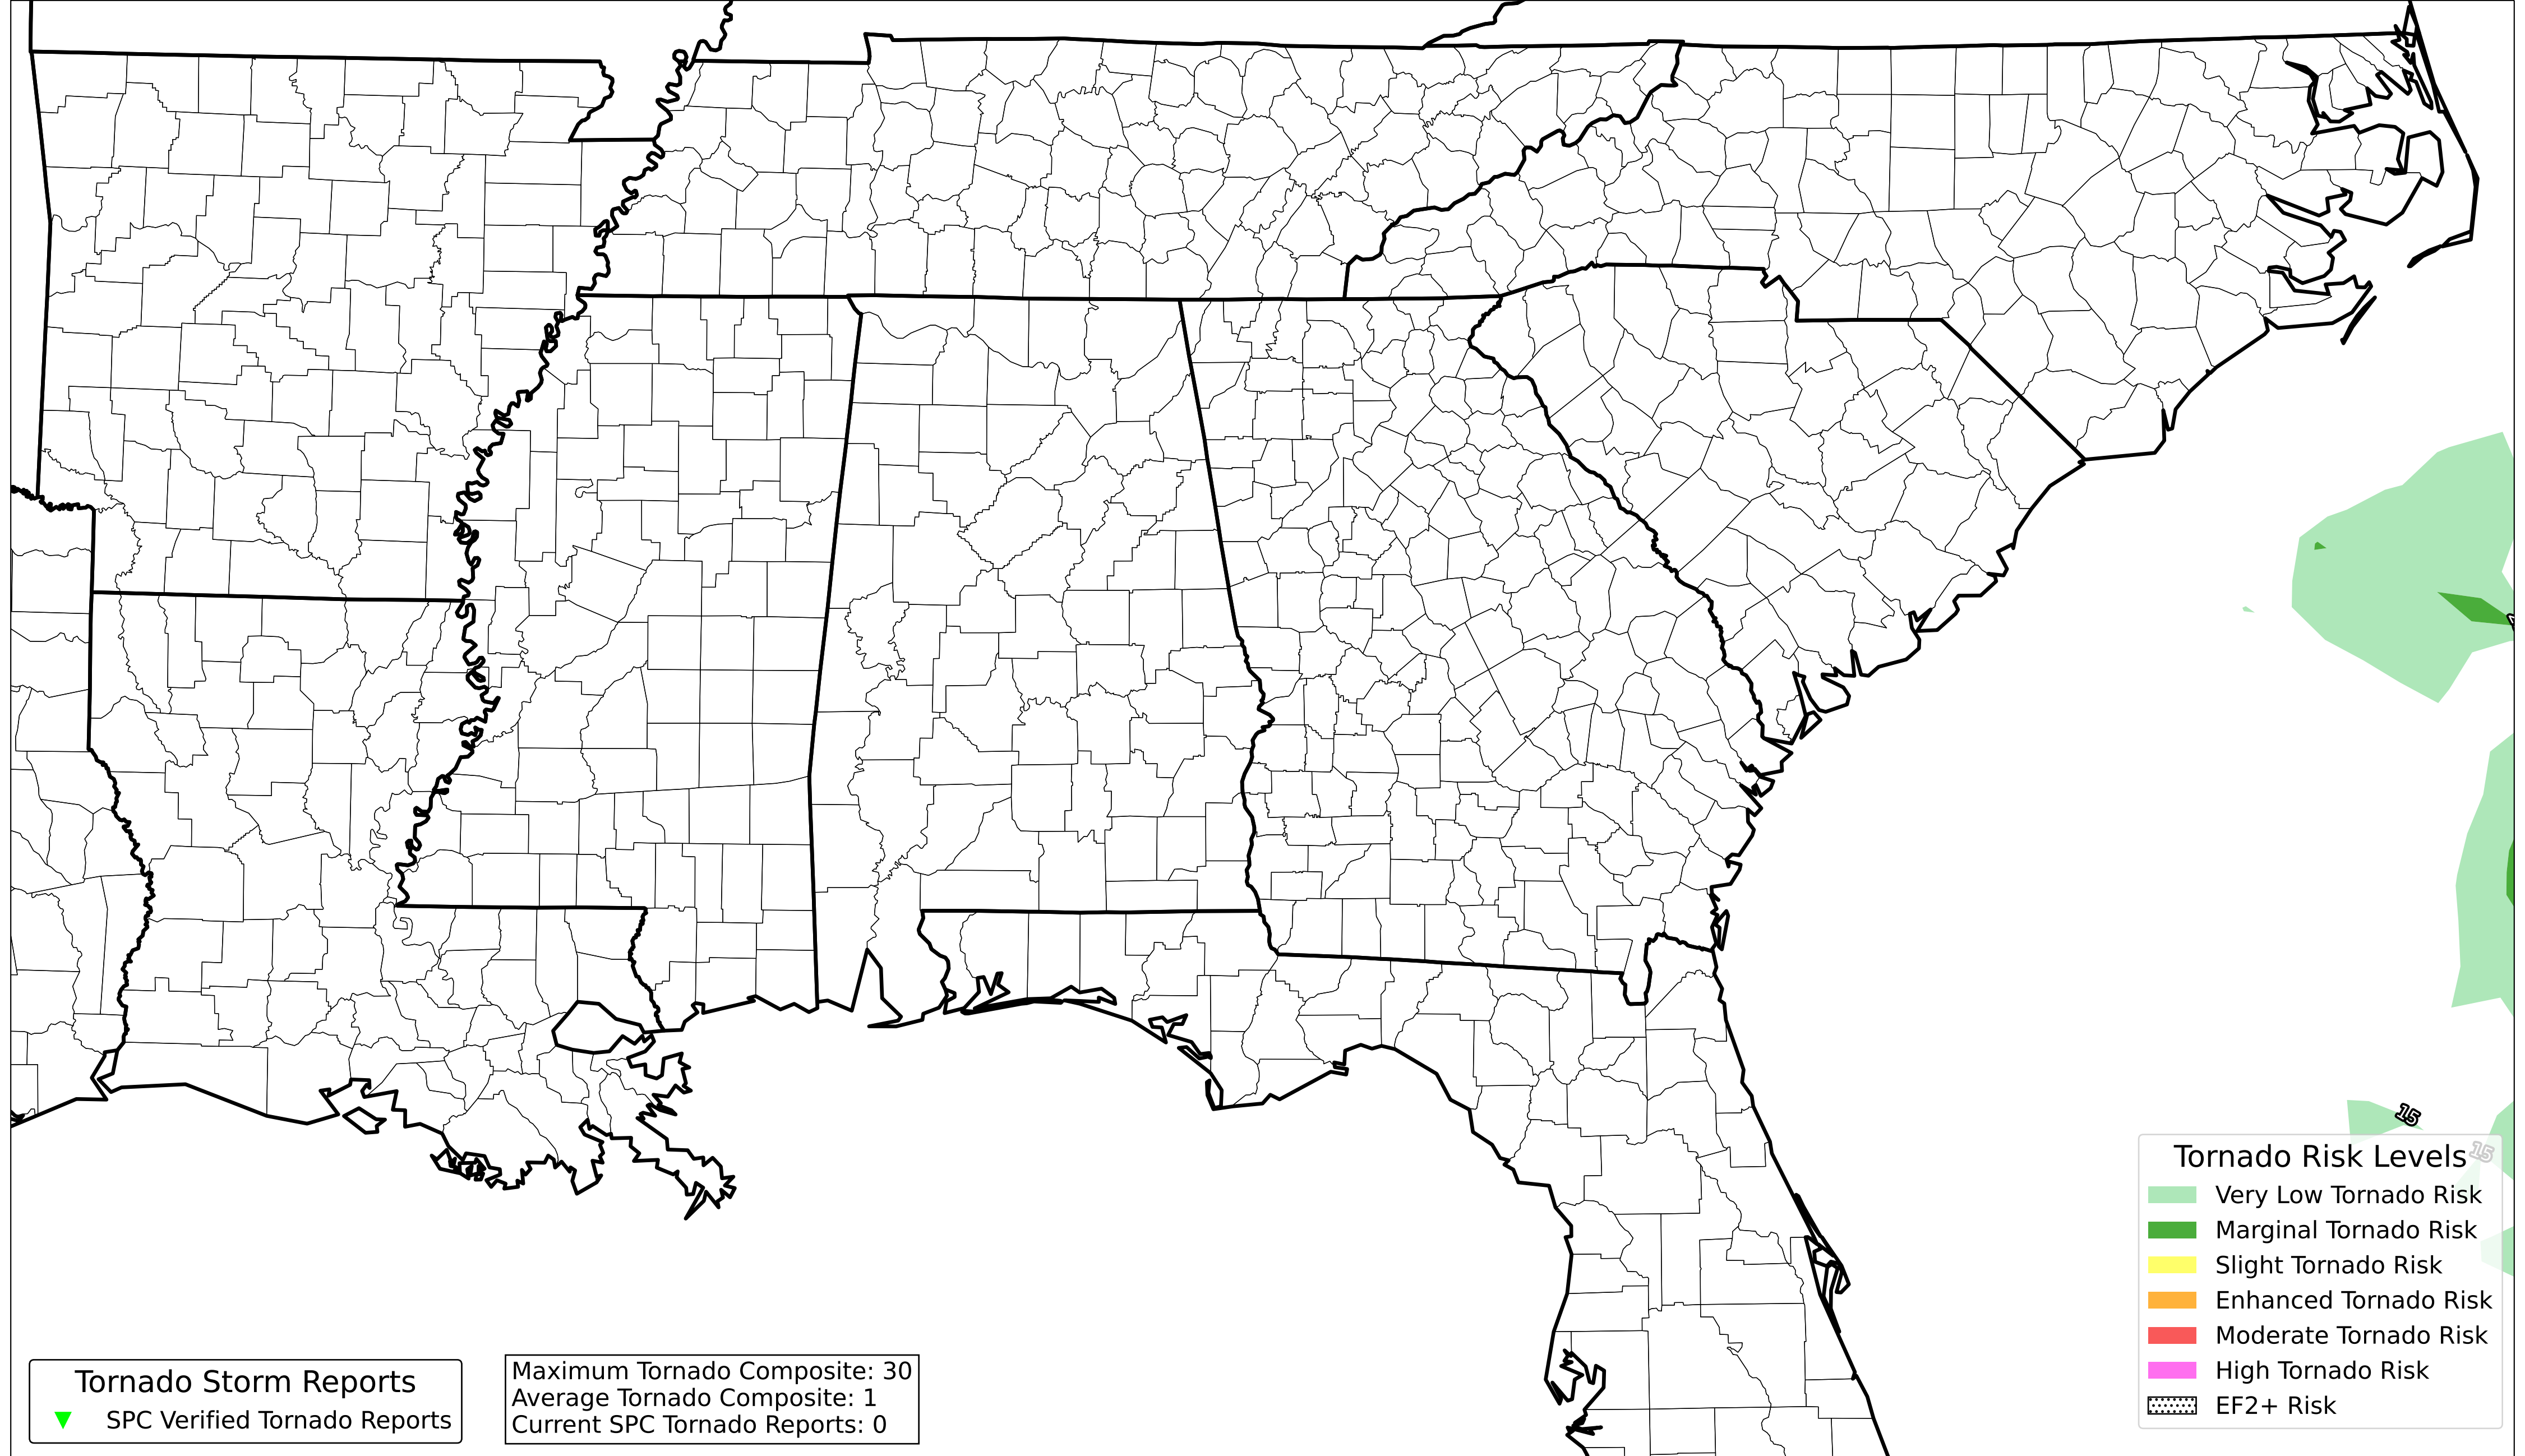 15
15
Tornado Risk Levels
Very Low Tornado Risk
Marginal Tornado Risk
Slight Tornado Risk
Enhanced Tornado Risk
Moderate Tornado Risk
High Tornado Risk
EF2+ Risk
Tornado Storm Reports
SPC Verified Tornado Reports
Maximum Tornado Composite: 30
Average Tornado Composite: 1
Current SPC Tornado Reports: 0